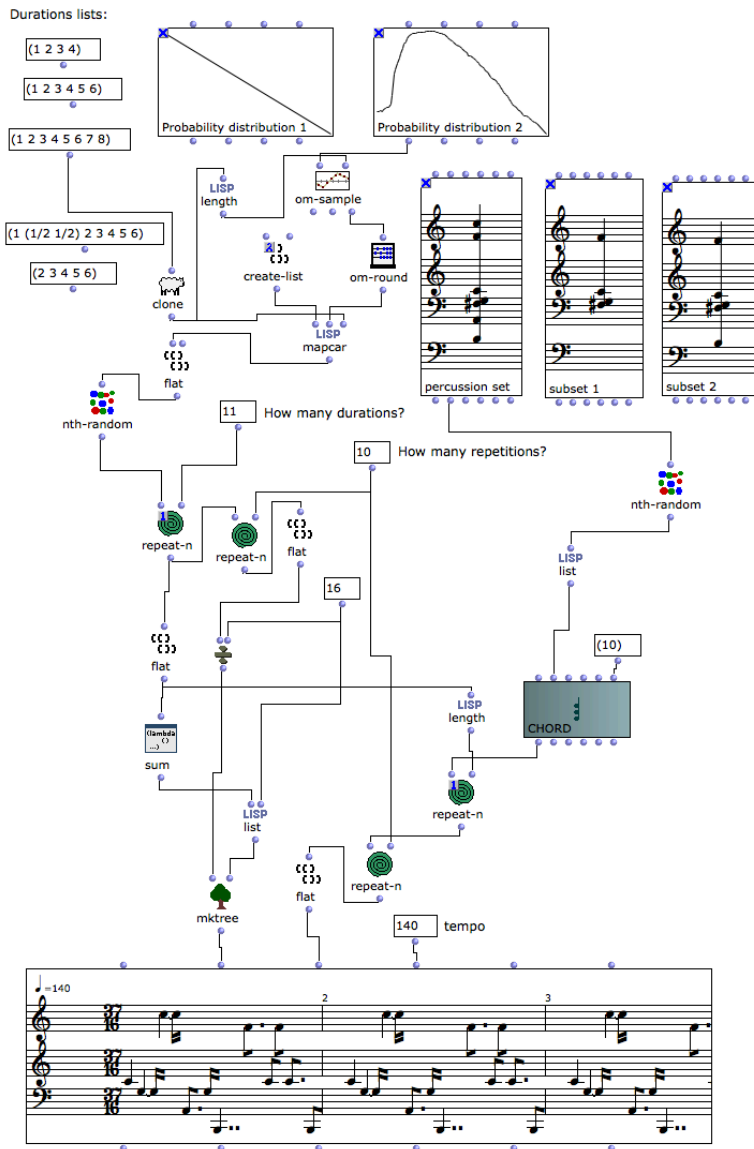 Durations lists:
(1 2 3 4)
(1 2 3 4 5 6)
(1 2 3 4 5 6 7 8)
(1 (1/2 1/2) 2 3 4 5 6)
(2 3 4 5 6)
Probability distribution 1
Probability distribution 2
LISP
length
om-sample
2
create-list
om-round
clone
LISP
mapcar
flat
percussion set
subset 1
subset 2
nth-random
11
How many durations?
10
How many repetitions?
nth-random
1
repeat-n
repeat-n
flat
LISP
list
16
flat
(10)
CHORD
(lambda
()
...)
sum
LISP
length
LISP
list
1
repeat-n
repeat-n
flat
mktree
140
tempo
=140
2
3
37
16
37
16